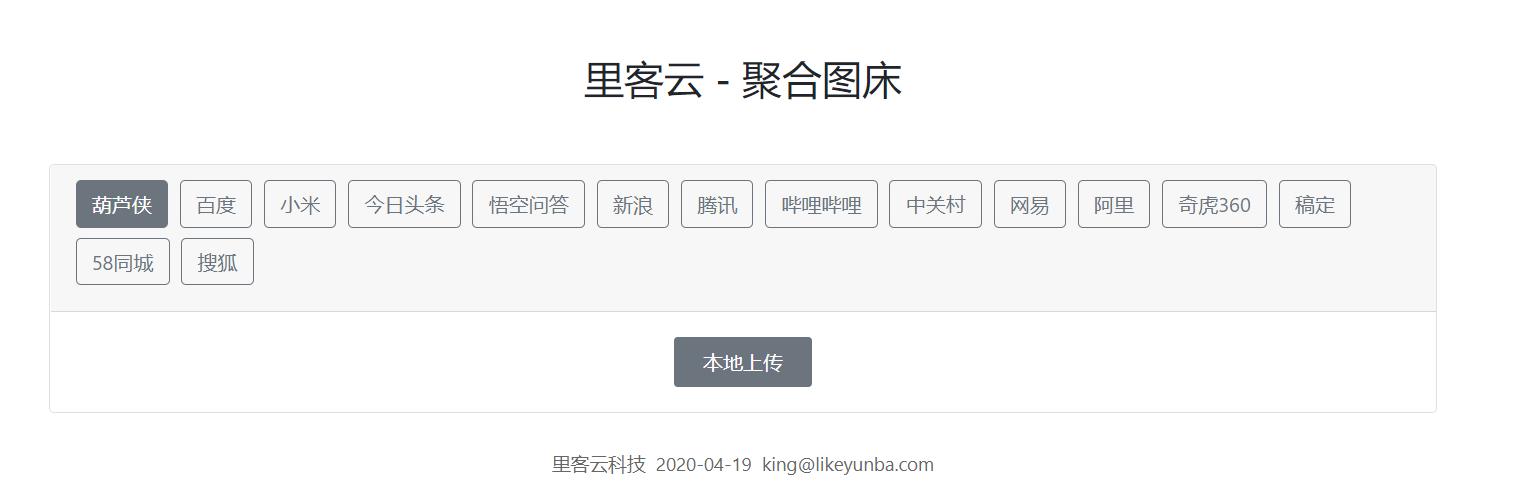 里客云 - 聚合图床
葫芦侠 百度 小米 今日头条 悟空问答 新浪 腾讯 哔哩哔哩 中关村 网易 阿里 奇虎360 稿定
58同城 搜狐
本地上传
里客云科技 2020-04-19 king@likeyunba.com